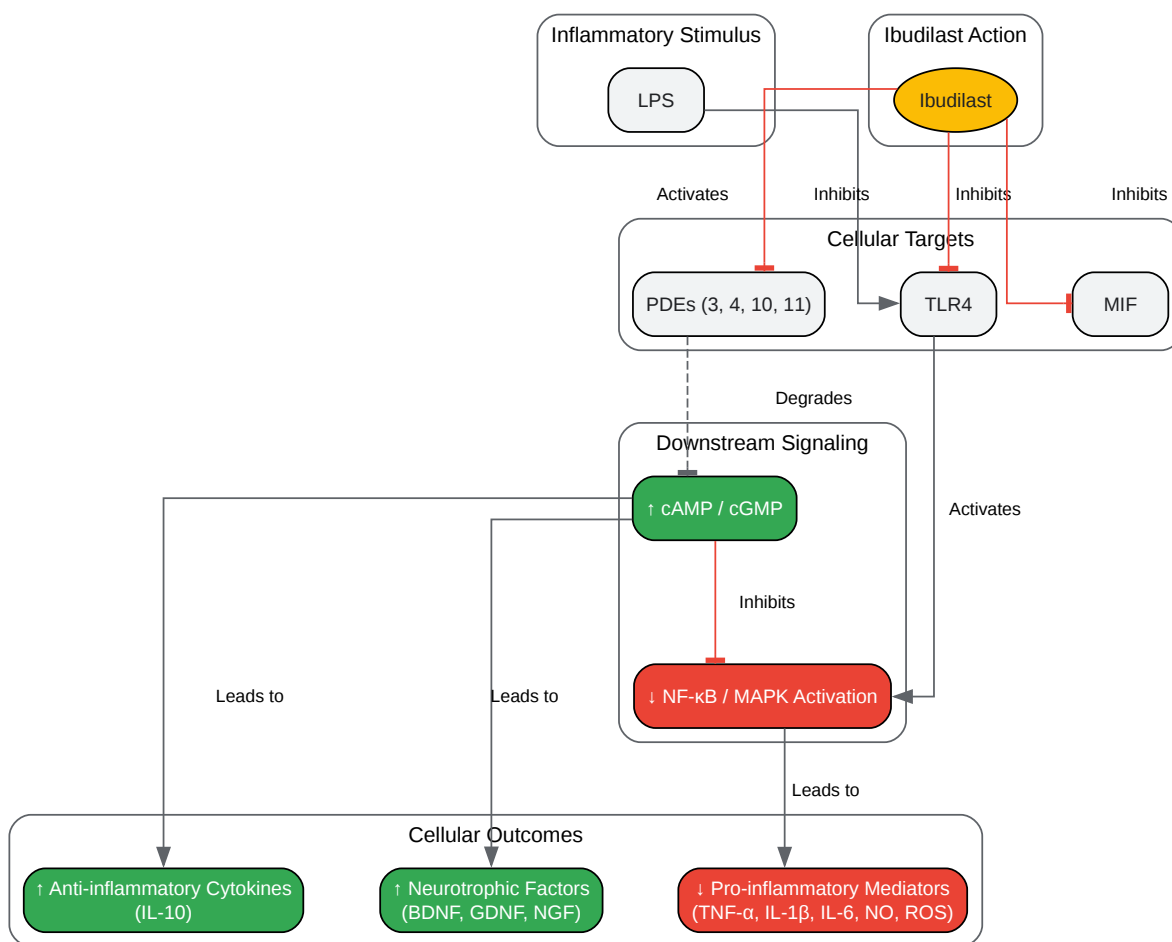 Inflammatory Stimulus
Ibudilast Action
LPS
Ibudilast
Activates
Inhibits
Inhibits
Inhibits
Cellular Targets
PDEs (3, 4, 10, 11)
TLR4
MIF
Degrades
Downstream Signaling
↑ cAMP / cGMP
Activates
Inhibits
↓ NF-κB / MAPK Activation
Leads to
Leads to
Leads to
Cellular Outcomes
↑ Anti-inflammatory Cytokines
(IL-10)
↑ Neurotrophic Factors
(BDNF, GDNF, NGF)
↓ Pro-inflammatory Mediators
(TNF-α, IL-1β, IL-6, NO, ROS)